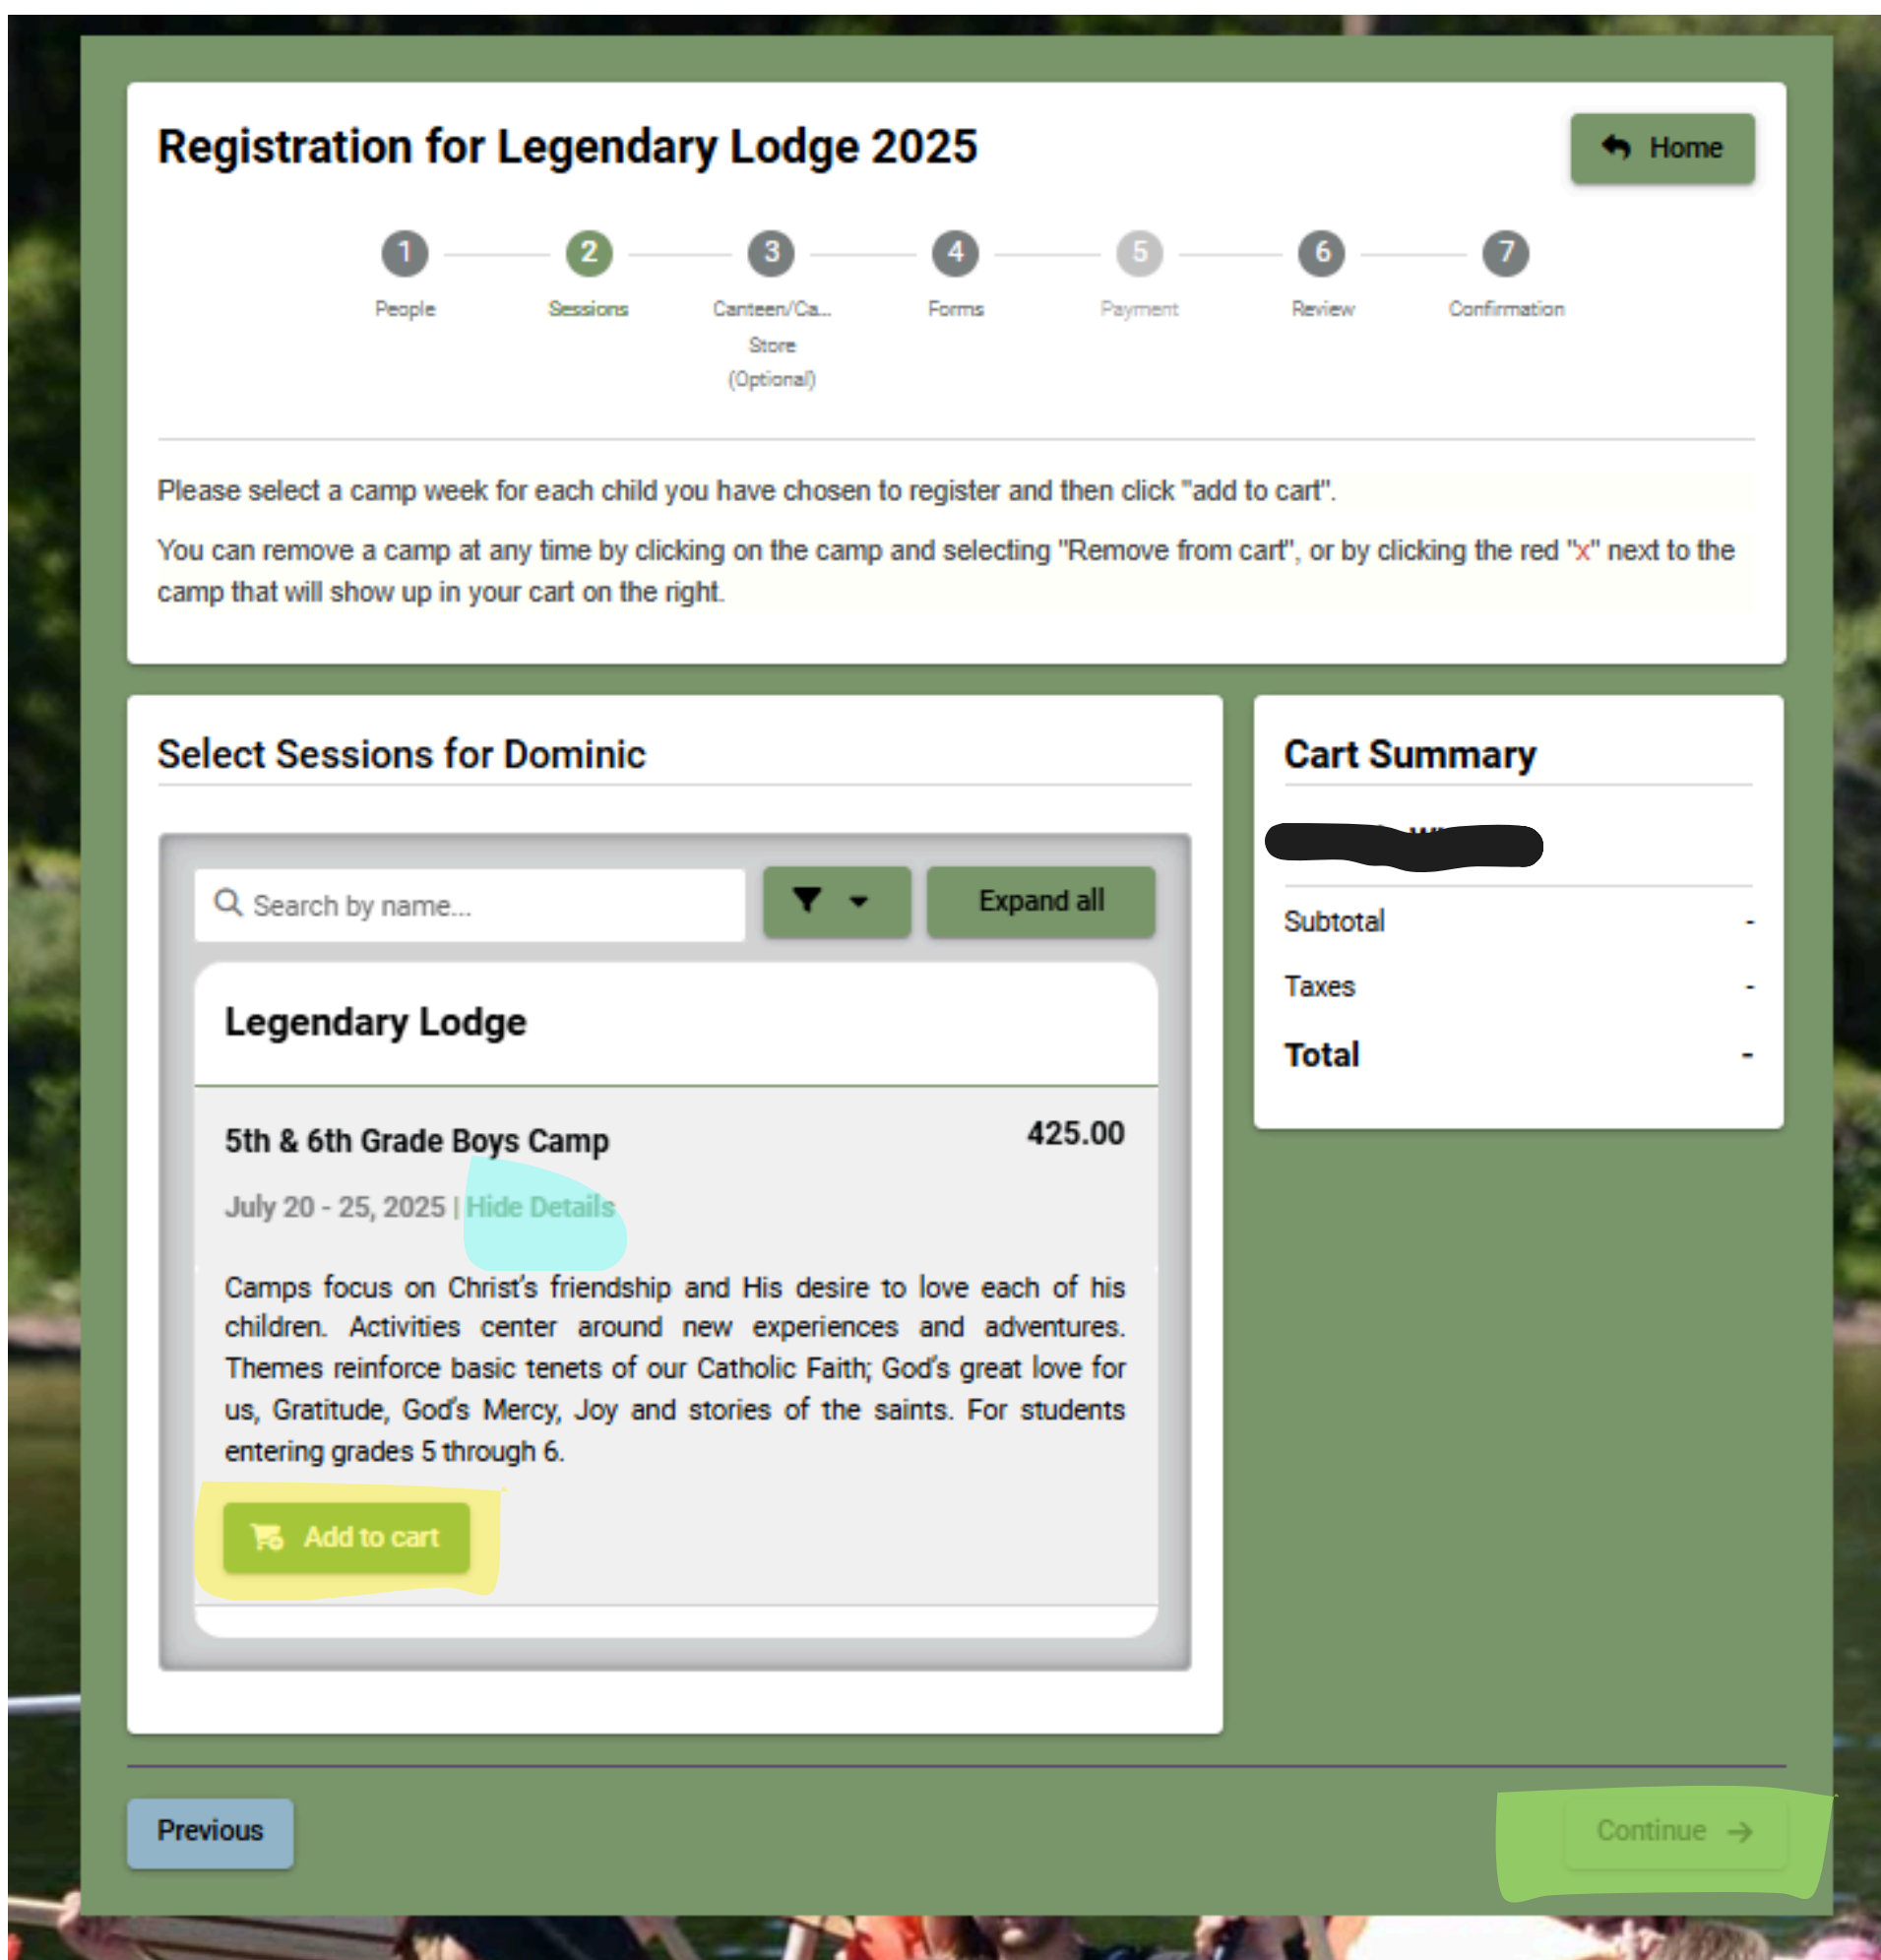 Registration for Legendary Lodge 2025
Home
1
2
3
4
5
6
7
People
Sessions
Canteen/Ca...
Store
(Optional)
Forms
Payment
Review
Confirmation
Please select a camp week for each child you have chosen to register and then click "add to cart".
You can remove a camp at any time by clicking on the camp and selecting "Remove from cart", or by clicking the red "x" next to the
camp that will show up in your cart on the right.
Select Sessions for Dominic
Search by name...
Expand all
Legendary Lodge
5th & 6th Grade Boys Camp
425.00
July 20 - 25, 2025 | Hide Details
Camps focus on Christ's friendship and His desire to love each of his
children. Activities center around new experiences and adventures.
Themes reinforce basic tenets of our Catholic Faith; God's great love for
us, Gratitude, God's Mercy, Joy and stories of the saints. For students
entering grades 5 through 6.
Add to cart
Cart Summary
Subtotal -
Taxes -
Total -
Previous
Continue